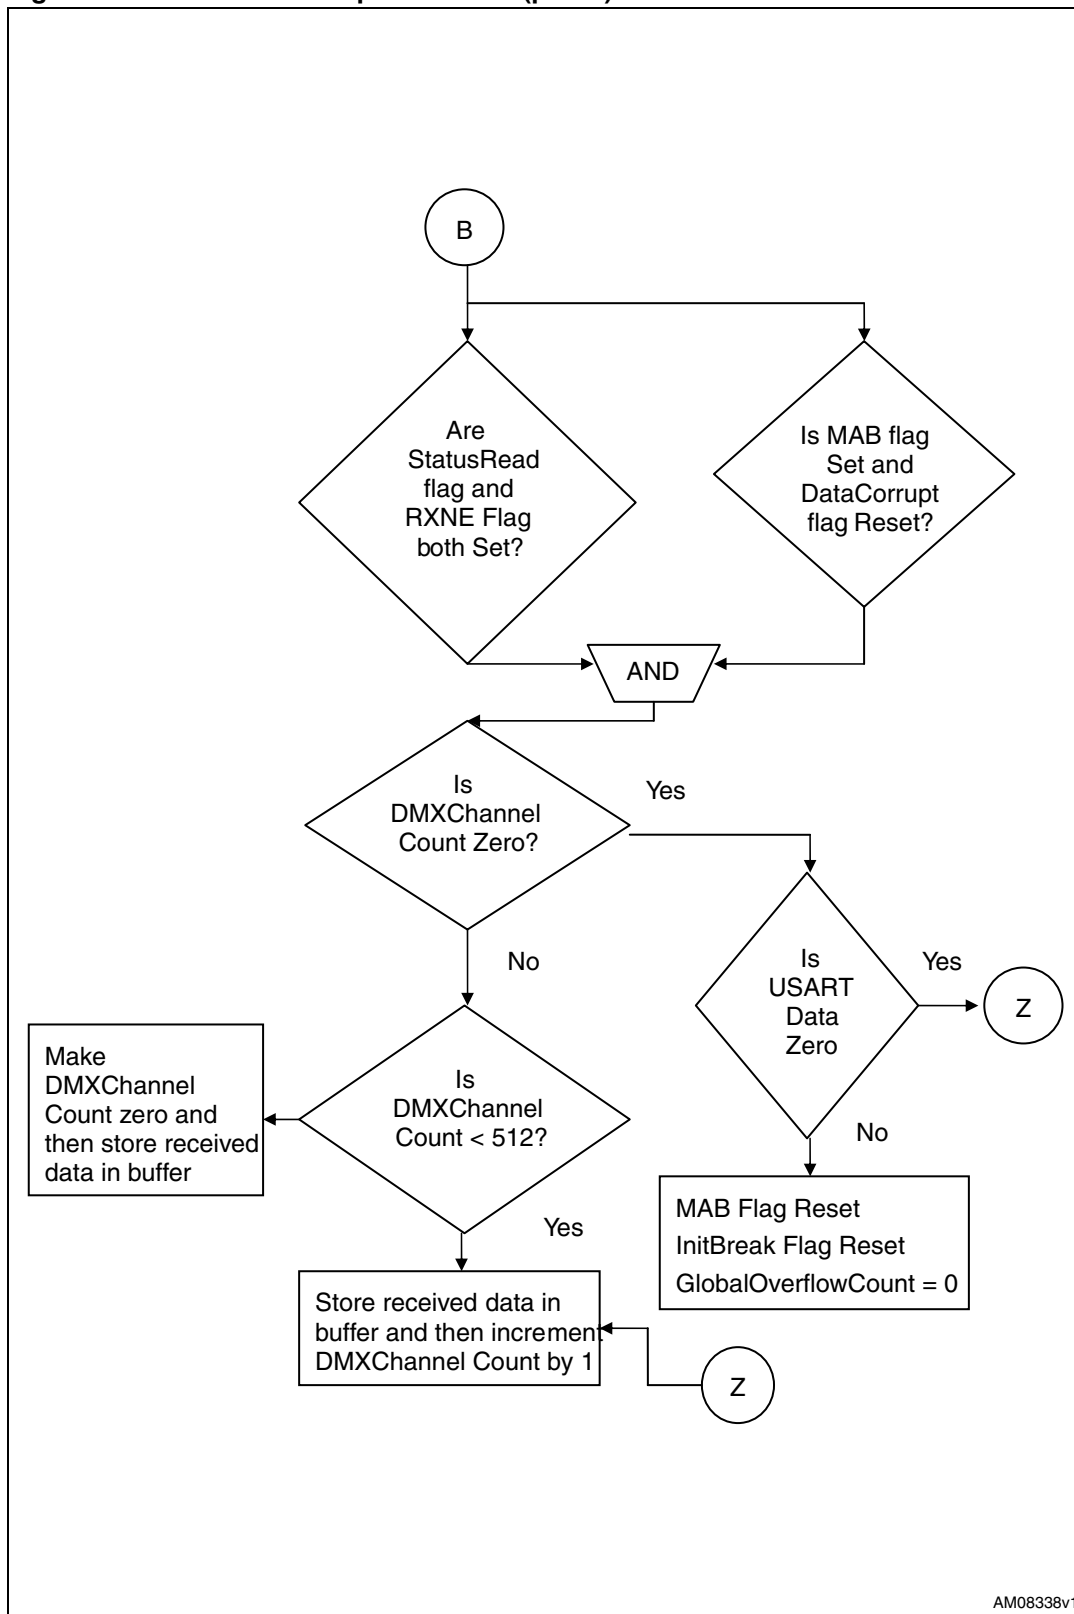 B
Are
StatusRead
flag and
RXNE Flag
both Set?
Is MAB flag
Set and
DataCorrupt
flag Reset?
AND
Is
DMXChannel
Count Zero?
Yes
No
Is
USART
Data
Zero
Yes
Z
No
Make
DMXChannel
Count zero and
then store received
data in buffer
Is
DMXChannel
Count < 512?
Yes
MAB Flag Reset
InitBreak Flag Reset
GlobalOverflowCount = 0
Store received data in
buffer and then increment
DMXChannel Count by 1
Z
AM08338v1